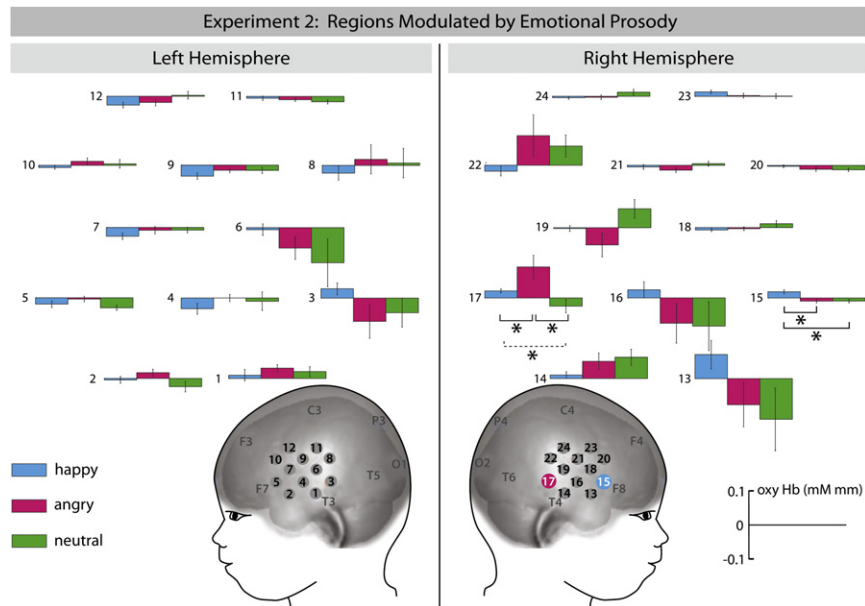 Experiment 2: Regions Modulated by Emotional Prosody
Left Hemisphere
Right Hemisphere
12 11
10 9 8
7 6
5 4 3
2 1
24 23
22 21 20
19 18
17 16 15
* *
*
*
*
14 13
C3
P3
F3
O1
T5
F7
T3
12 11
10 9 8
7 6
5 4 3
2 1
C4
P4
F4
O2
T6
F8
T4
24 23
22 21 20
19 18
17 16 15
14 13
happy
angry
neutral
0.1 oxy Hb (mM mm)
0
-0.1